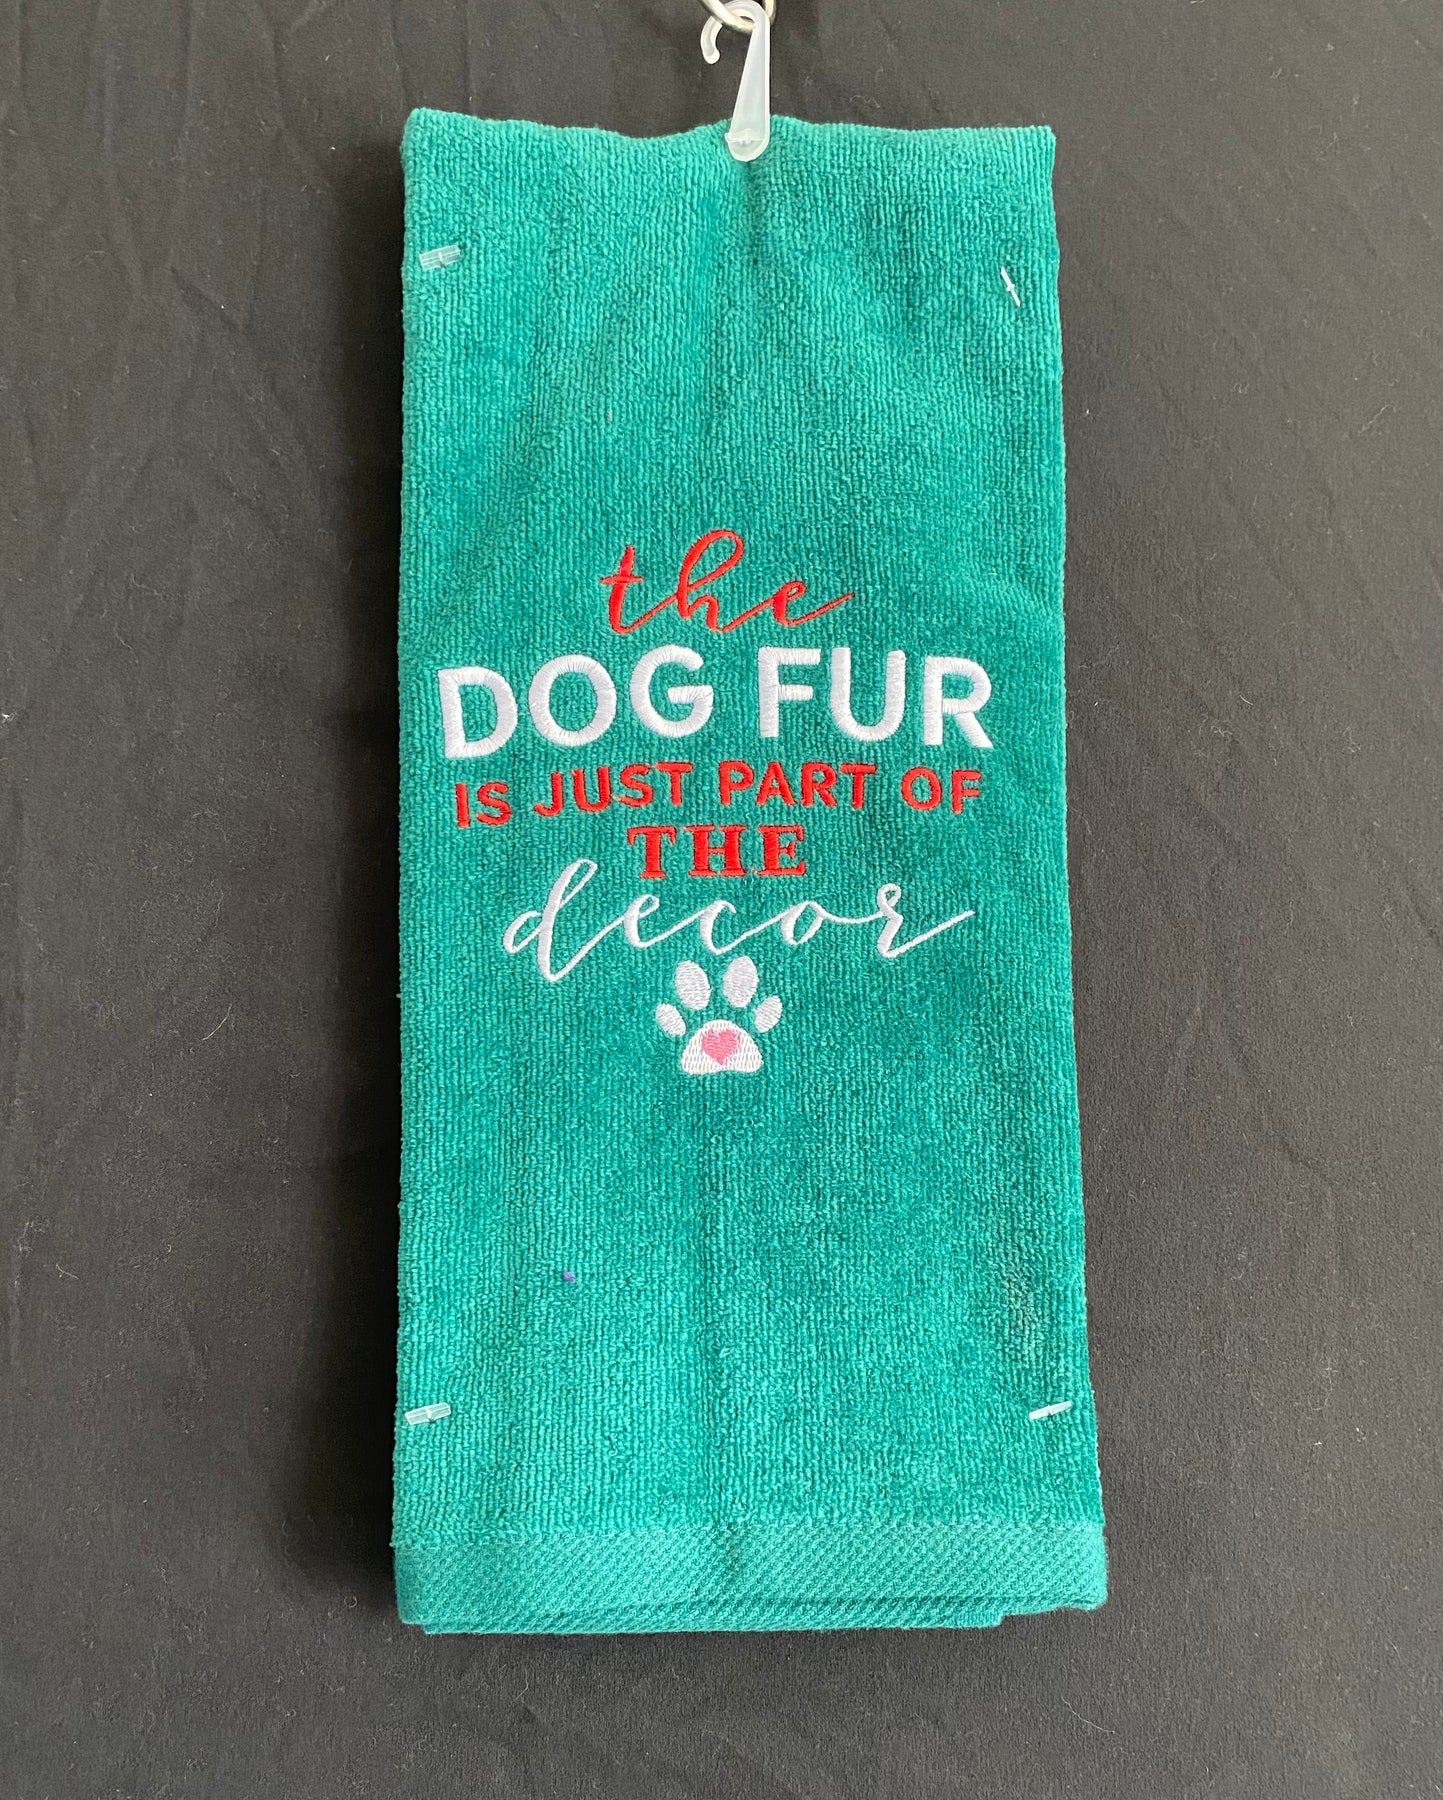 the
DOG FUR
IS JUST PART OF
THE
decor